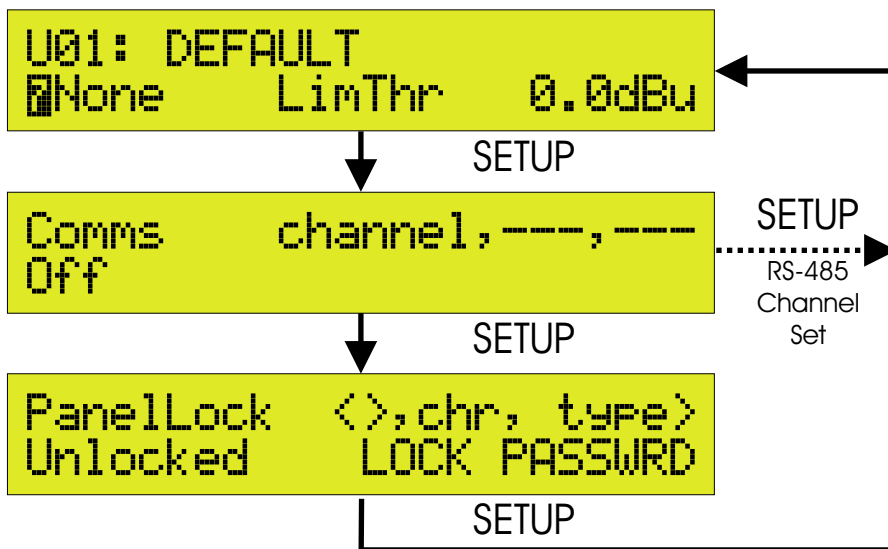 U01: DEFAULT
None LimThr 0.0dBu
SETUP
Comms channel,---,---
Off
SETUP
RS-485
Channel
Set
SETUP
PanelLock <>,chr, type>
Unlocked LOCK PASSWRD
SETUP